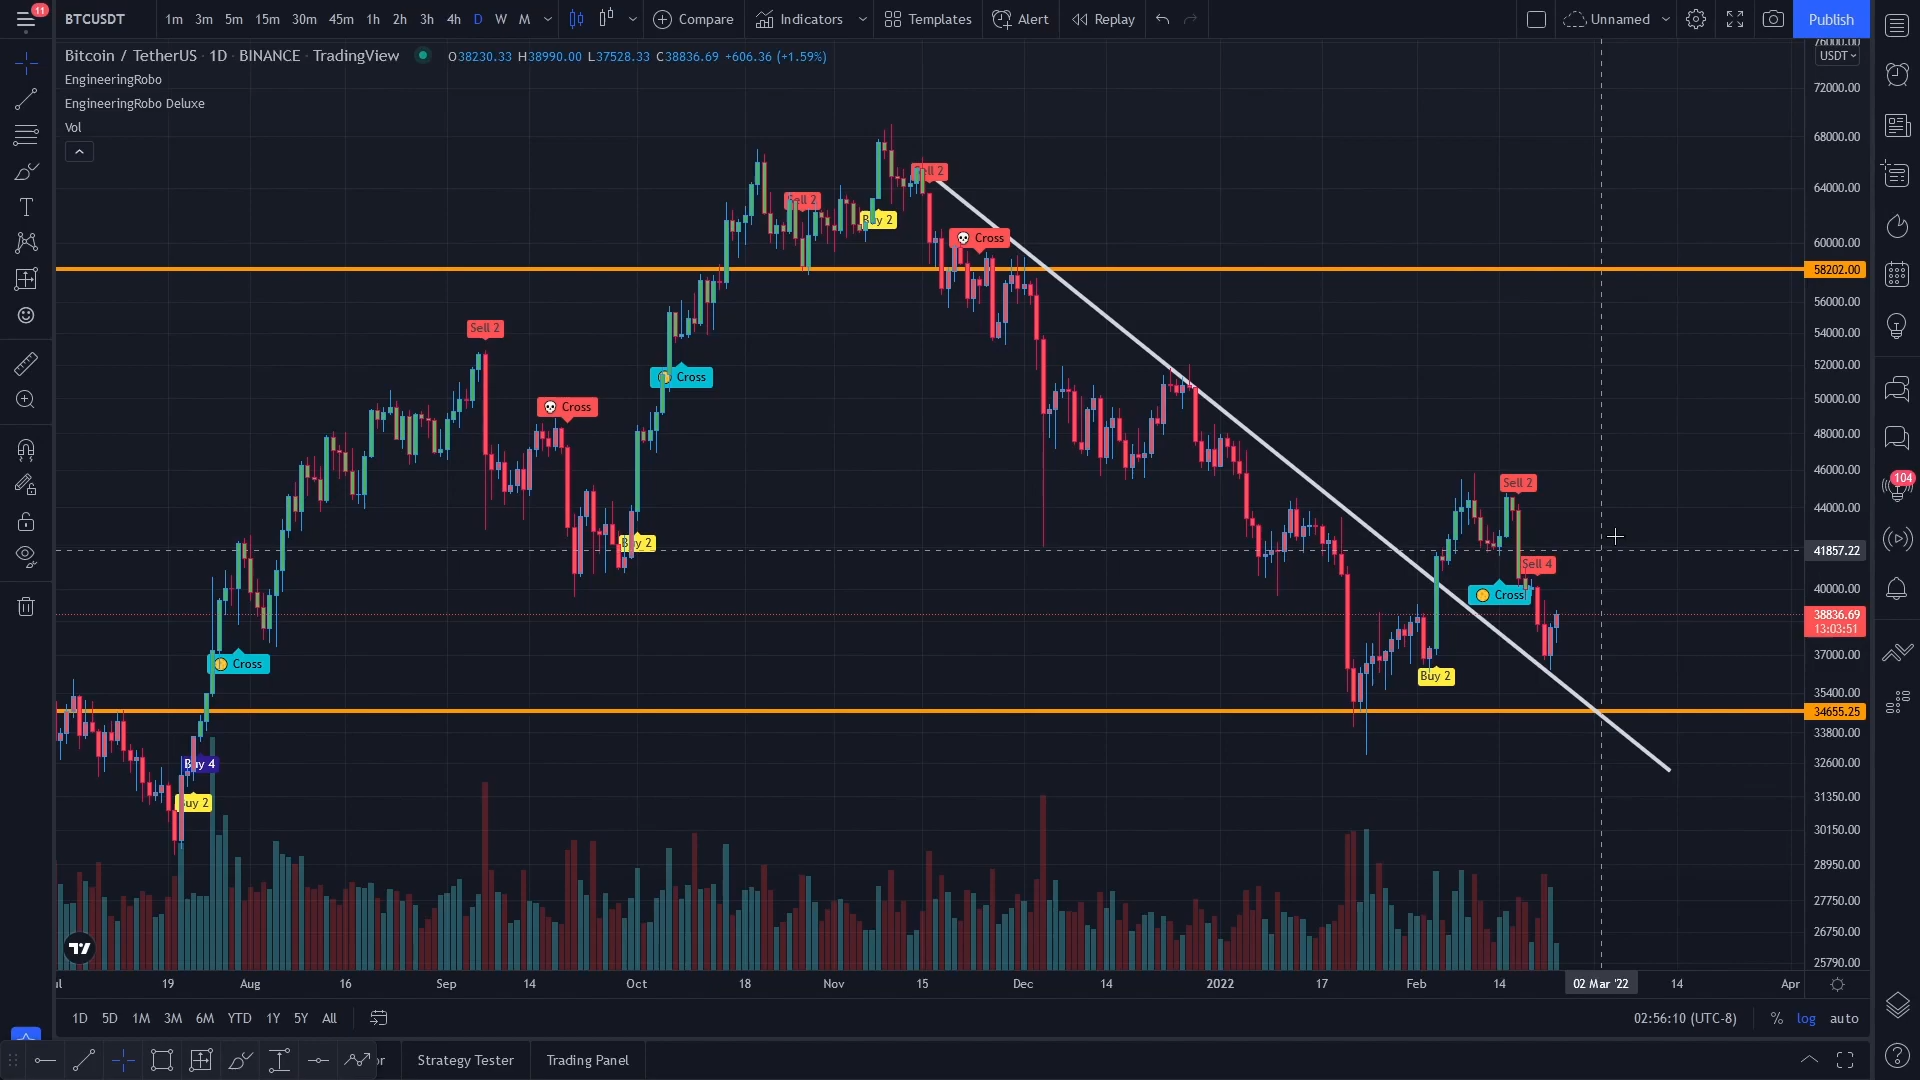 11
BTCUSDT
1m 3m 5m 15m 30m 45m 1h 2h 3h 4h D W M
Compare
Indicators
Templates
Alert
Replay
Unnamed
Publish
Bitcoin / TetherUS · 1D · BINANCE · TradingView
O38230.33 H38990.00 L37528.33 C38836.69 +606.36 (+1.59%)
EngineeringRobo
EngineeringRobo Deluxe
Vol
USDT
72000.00
68000.00
64000.00
60000.00
58202.00
56000.00
54000.00
52000.00
50000.00
48000.00
46000.00
44000.00
41857.22
40000.00
38836.69
13:03:51
37000.00
35400.00
34655.25
33800.00
32600.00
31350.00
30150.00
28950.00
27750.00
26750.00
25790.00
Sell 2
Sell 2
Buy 2
Cross
Sell 2
Cross
Cross
Buy 2
Sell 2
Sell 4
Cross
Buy 2
Cross
Buy 4
Buy 2
104
19 Aug 16 Sep 14 Oct 18 Nov 15 Dec 14 2022 17 Feb 14 02 Mar '22 14 Apr
1D 5D 1M 3M 6M YTD 1Y 5Y All
02:56:10 (UTC-8)
% log auto
Strategy Tester
Trading Panel